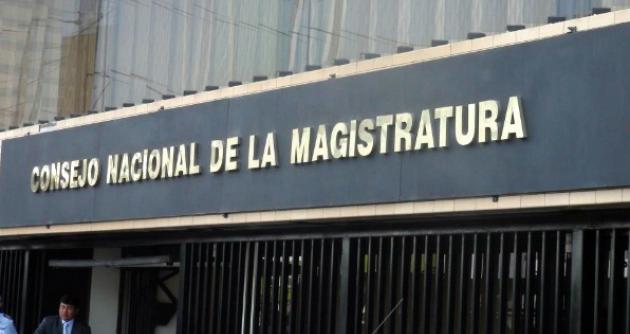 CONSEJO NACIONAL DE LA MAGISTRATURA